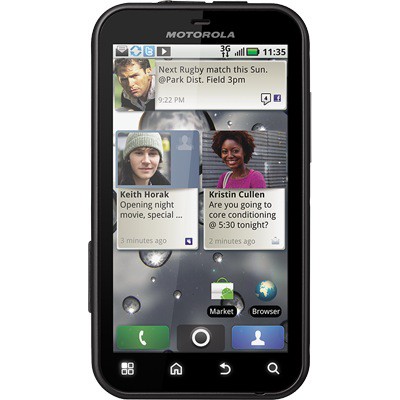 MOTOROLA
3G 11:35
Next Rugby match this Sun.
@Park Dist. Field 3pm
9:22 PM 4
Keith Horak
Opening night
movie, special ...
3 minutes ago
Kristin Cullen
Are you going to
core conditioning
@ 5:30 tonight?
2 minutes ago
Market
Browser